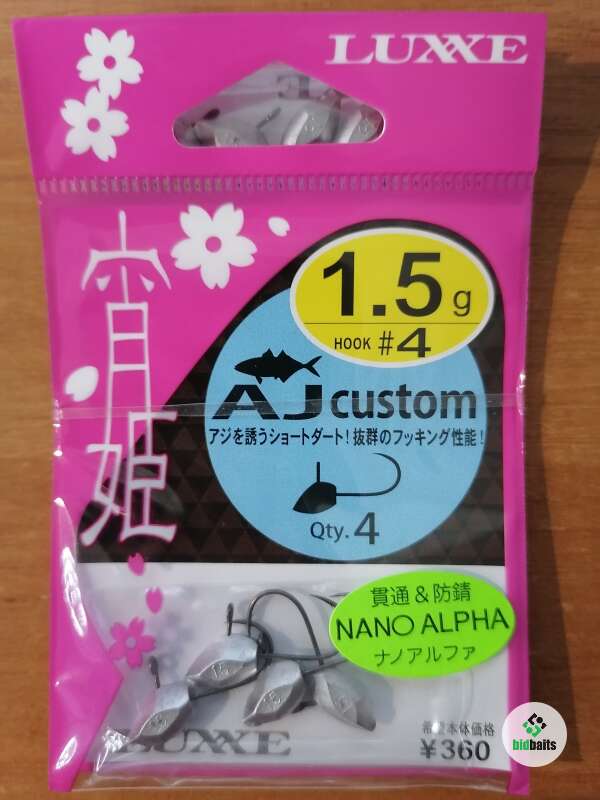 LUXXE
宵姫
1.5g
HOOK #4
AJ custom
アジを誘うショートダート!抜群のフッキング性能!
Qty. 4
貫通&防錆
NANO ALPHA
ナノアルファ
LUXXE
希望本体価格
¥360
bidbaits